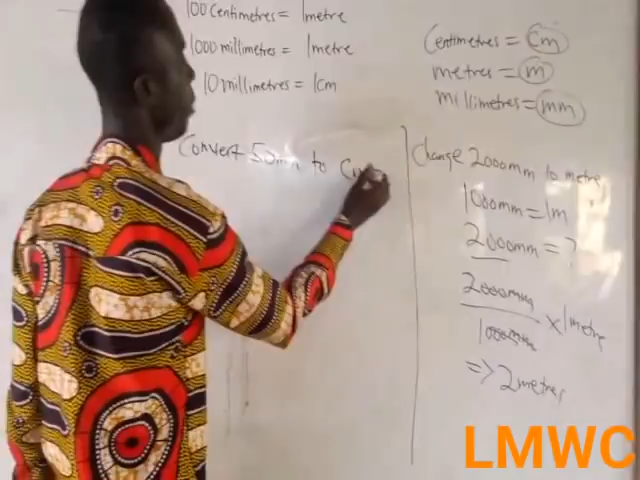 100 Centimetres = 1metre
1000 millimetres = 1metre
10 millimetres = 1cm
Convert 50mm to Cm
Centimetres = cm
metres = m
millimetres = mm
Change 2000mm to metre
1000mm = 1m
2000mm = ?
2000mm
1000mm × 1metre
=> 2metres
LMWC